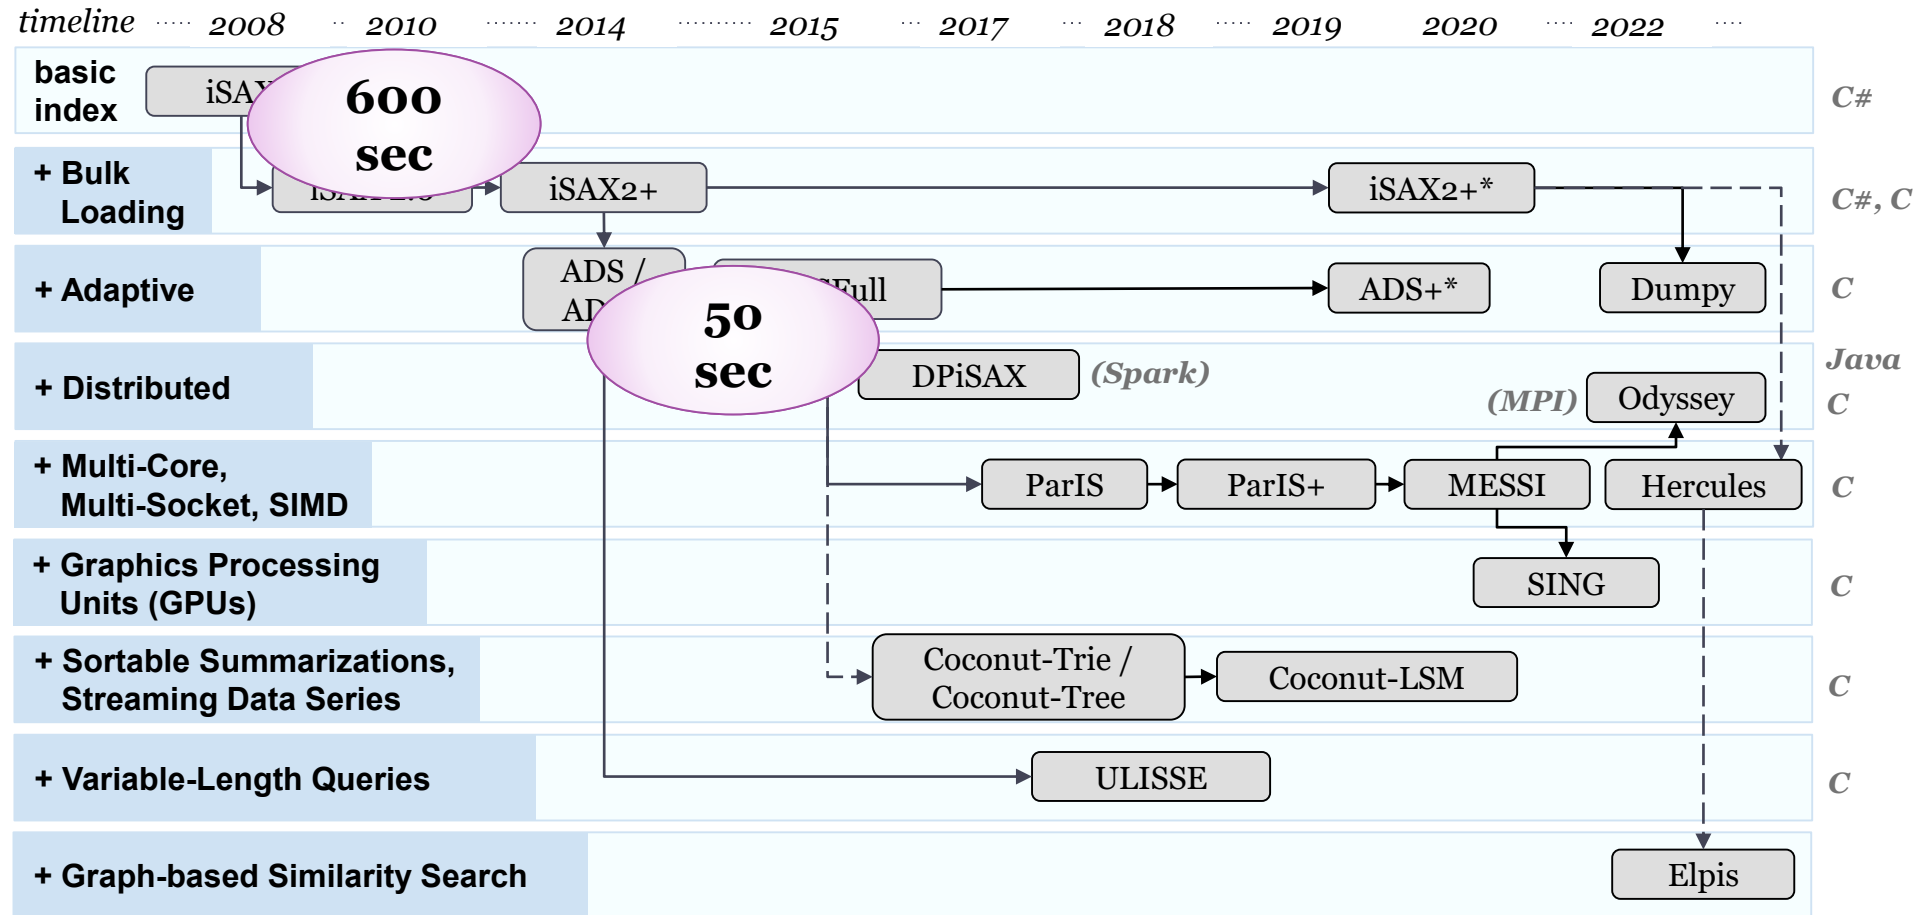 timeline 2008 2010 2014 2015 2017 2018 2019 2020 2022
basic
index
600
sec
C#
+ Bulk
Loading
iSAX2+
iSAX2+*
C#, C
+ Adaptive
ADS /
ADS+*
Dumpy
C
50
sec
+ Distributed
DPiSAX
(Spark)
(MPI)
Odyssey
Java
C
+ Multi-Core,
Multi-Socket, SIMD
ParIS
ParIS+
MESSI
Hercules
C
+ Graphics Processing
Units (GPUs)
SING
C
+ Sortable Summarizations,
Streaming Data Series
Coconut-Trie /
Coconut-Tree
Coconut-LSM
C
+ Variable-Length Queries
ULISSE
C
+ Graph-based Similarity Search
Elpis